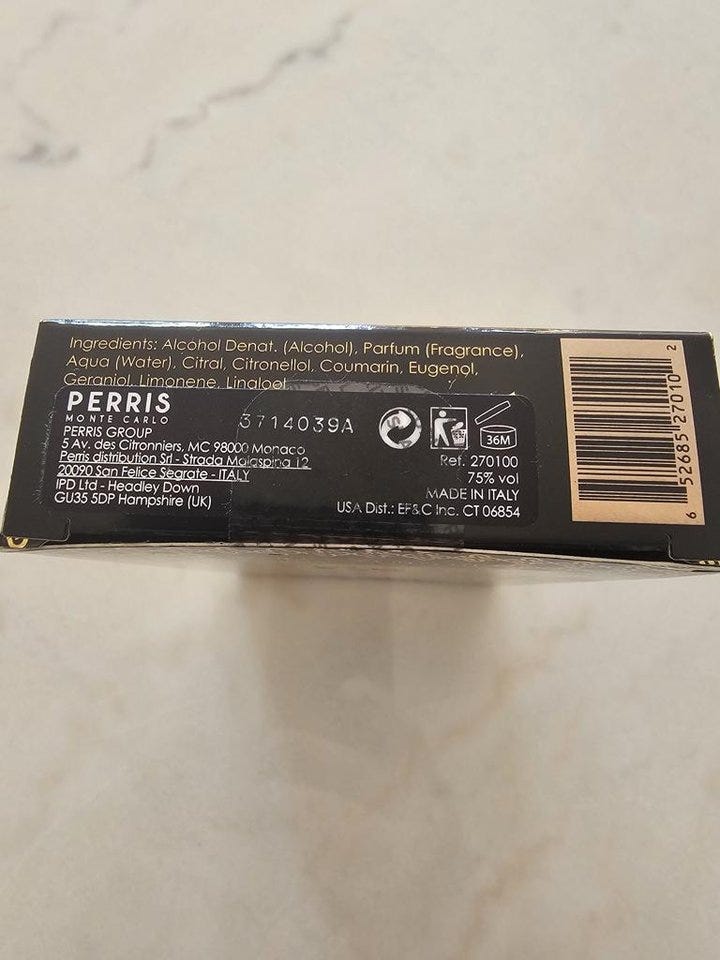 Ingredients: Alcohol Denat. (Alcohol), Parfum (Fragrance),
Aqua (Water), Citral, Citronellol, Coumarin, Eugenol,
Geraniol, Limonene, Linalool
PERRIS
MONTE CARLO
PERRIS GROUP
5 Av. des Citronniers, MC 98000 Monaco
Perris distribution Srl - Strada Malaspina 12
20090 San Felice Segrate - ITALY
IPD Ltd - Headley Down
GU35 5DP Hampshire (UK)
3714039A
36M
Ref. 270100
75% vol
MADE IN ITALY
USA Dist.: EF&C Inc. CT 06854
6 52685 27010 2